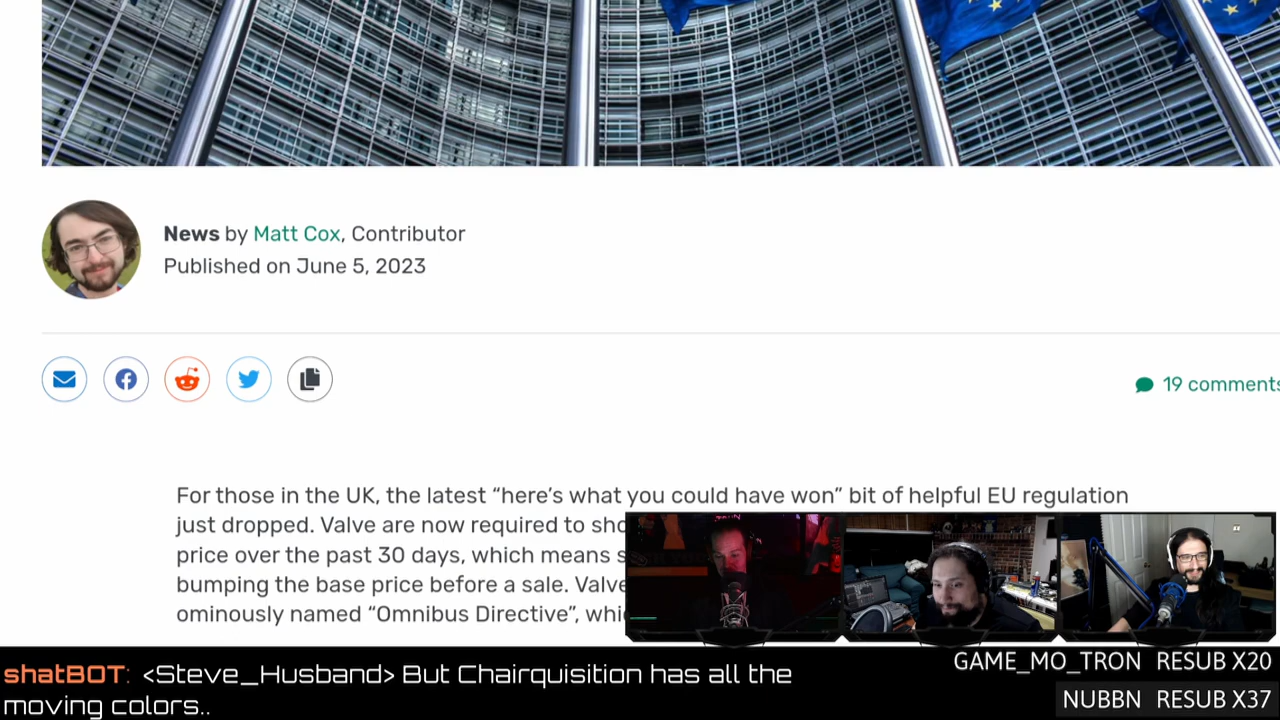 News by Matt Cox, Contributor
Published on June 5, 2023
19 comments
For those in the UK, the latest “here’s what you could have won” bit of helpful EU regulation
just dropped. Valve are now required to sho
price over the past 30 days, which means s
bumping the base price before a sale. Valve
ominously named “Omnibus Directive”, whi
shatBOT: <Steve_Husband> But Chairquisition has all the
moving colors..
GAME_MO_TRON RESUB X20
NUBBN RESUB X37